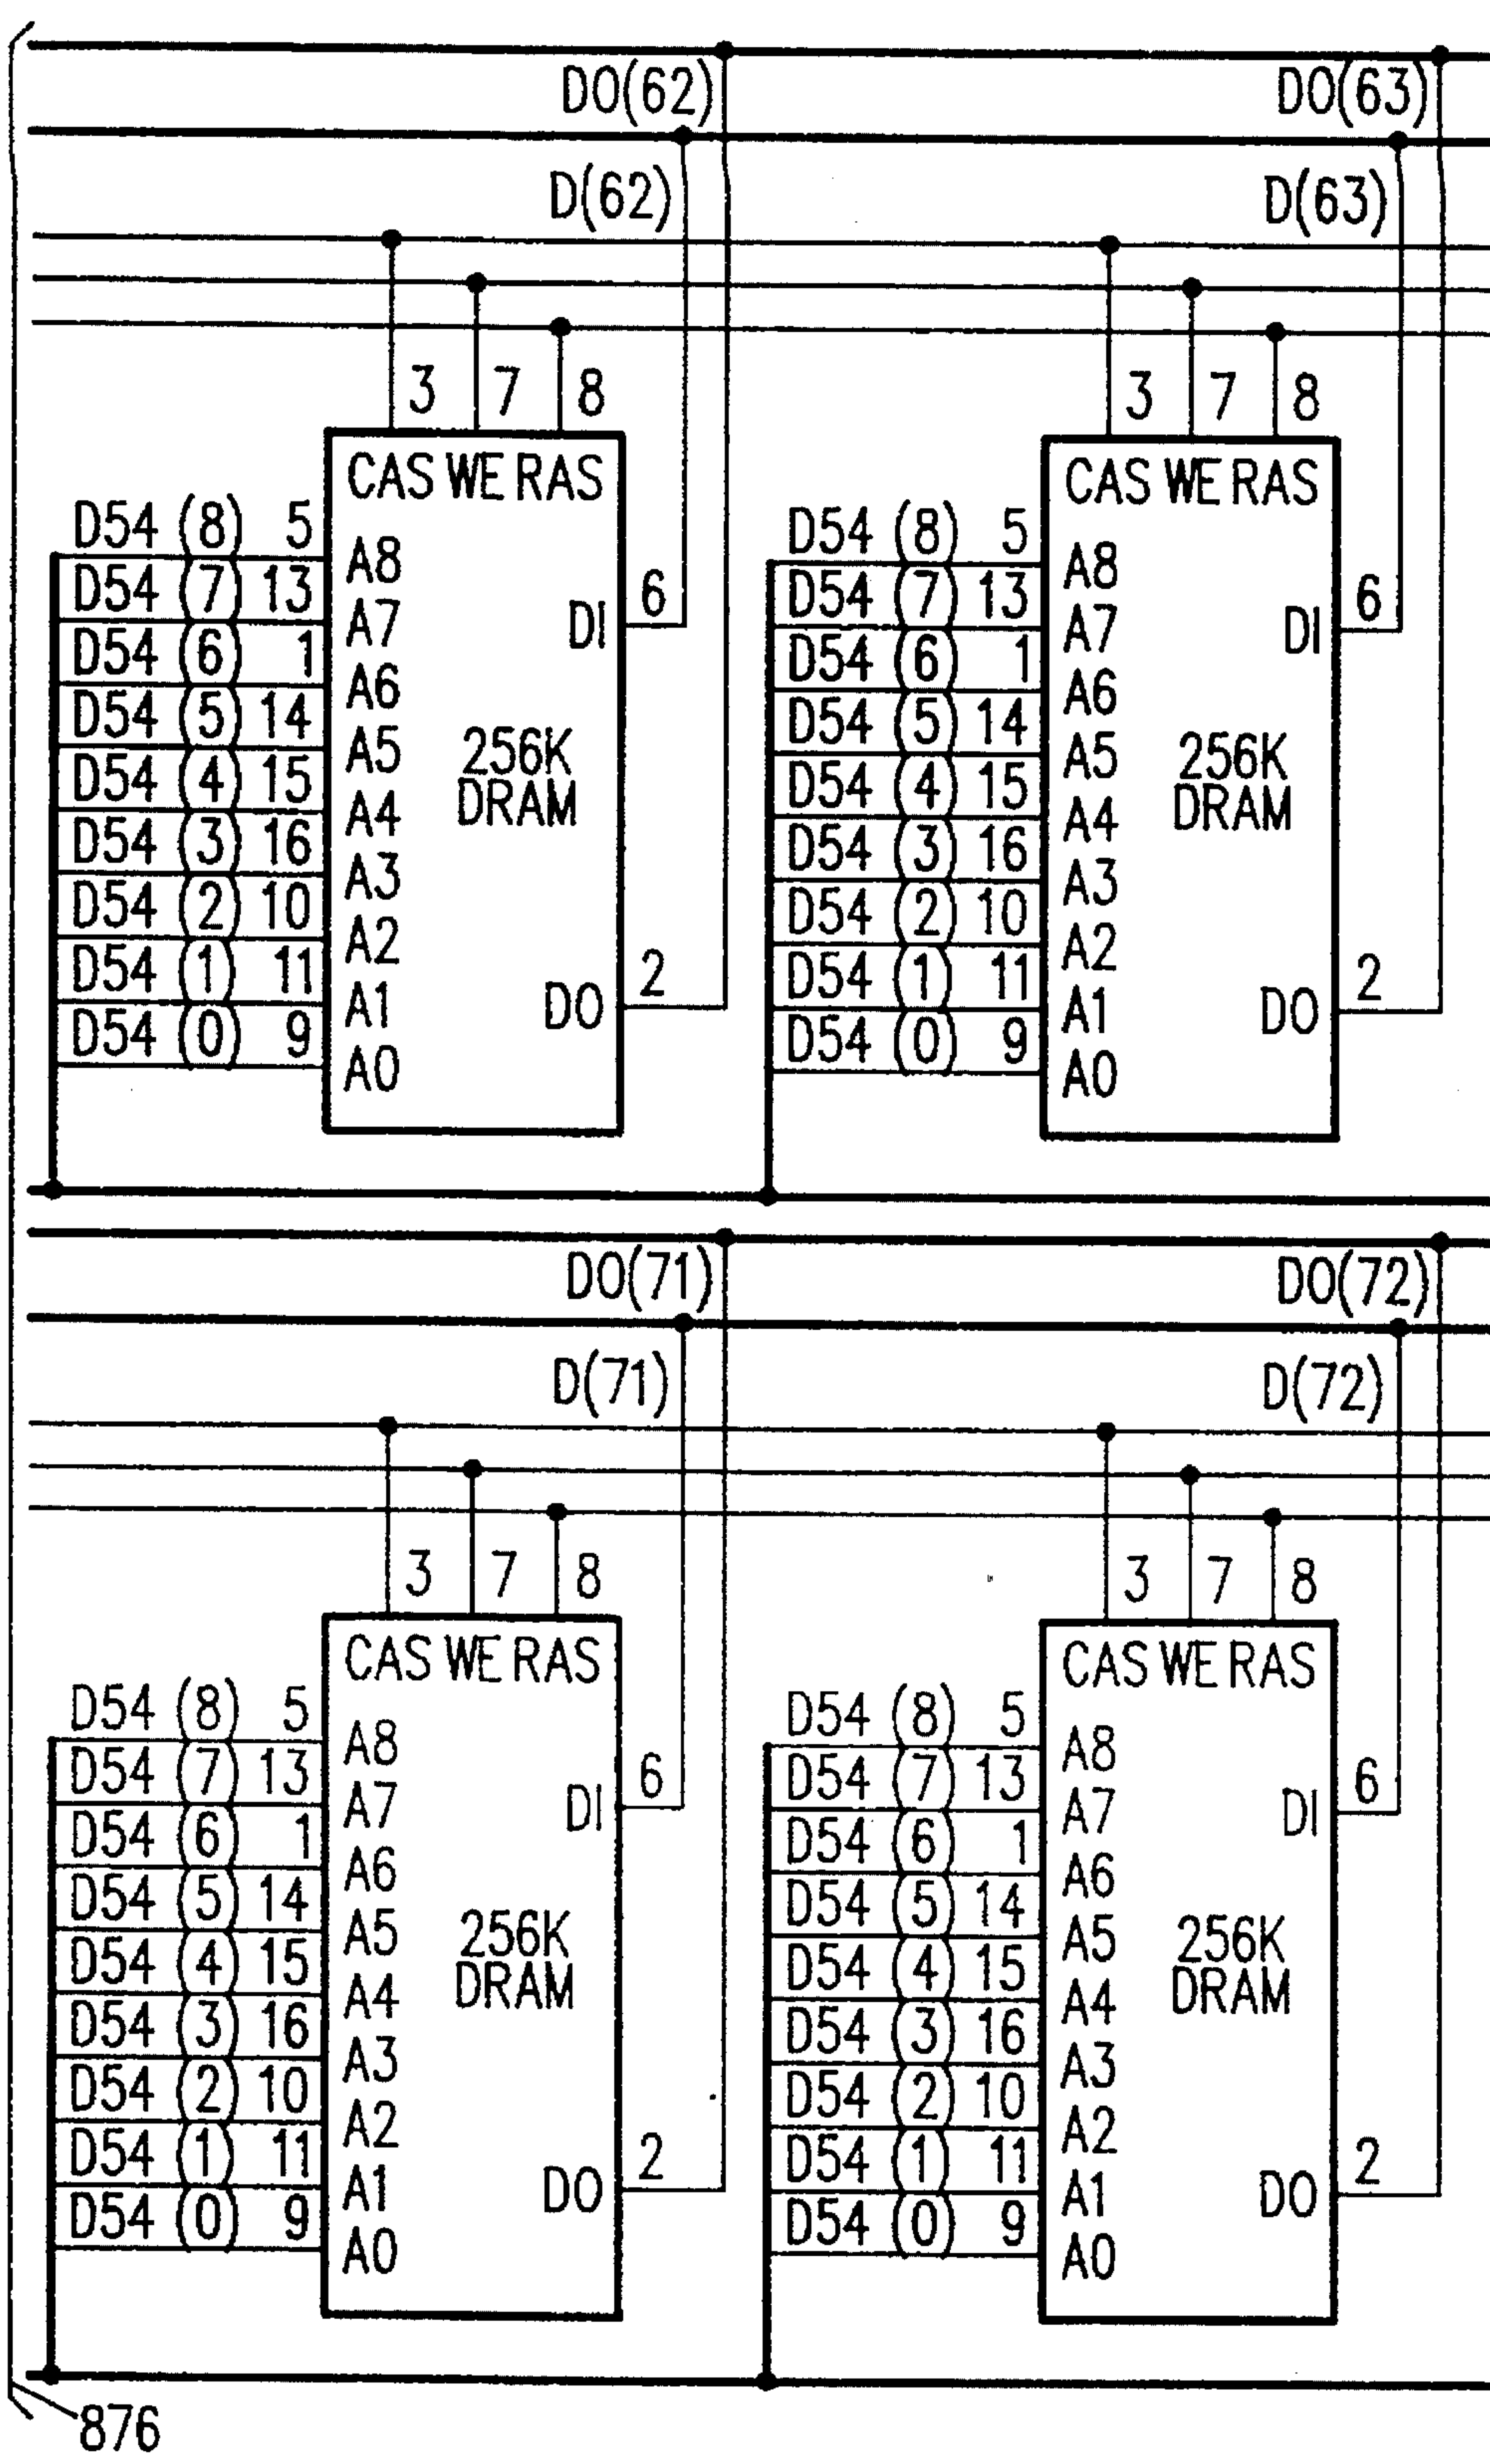 DO(62) DO(63)
D(62) D(63)
3 7 8 3 7 8
CAS WE RAS CAS WE RAS
D54 (8) 5 A8 D54 (8) 5 A8
D54 (7) 13 A7 DI 6 D54 (7) 13 A7 DI 6
D54 (6) 1 A6 D54 (6) 1 A6
D54 (5) 14 A5 256K D54 (5) 14 A5 256K
D54 (4) 15 A4 DRAM D54 (4) 15 A4 DRAM
D54 (3) 16 A3 D54 (3) 16 A3
D54 (2) 10 A2 D54 (2) 10 A2
D54 (1) 11 A1 DO 2 D54 (1) 11 A1 DO 2
D54 (0) 9 A0 D54 (0) 9 A0
DO(71) DO(72)
D(71) D(72)
3 7 8 3 7 8
CAS WE RAS CAS WE RAS
D54 (8) 5 A8 D54 (8) 5 A8
D54 (7) 13 A7 DI 6 D54 (7) 13 A7 DI 6
D54 (6) 1 A6 D54 (6) 1 A6
D54 (5) 14 A5 256K D54 (5) 14 A5 256K
D54 (4) 15 A4 DRAM D54 (4) 15 A4 DRAM
D54 (3) 16 A3 D54 (3) 16 A3
D54 (2) 10 A2 D54 (2) 10 A2
D54 (1) 11 A1 DO 2 D54 (1) 11 A1 DO 2
D54 (0) 9 A0 D54 (0) 9 A0
876